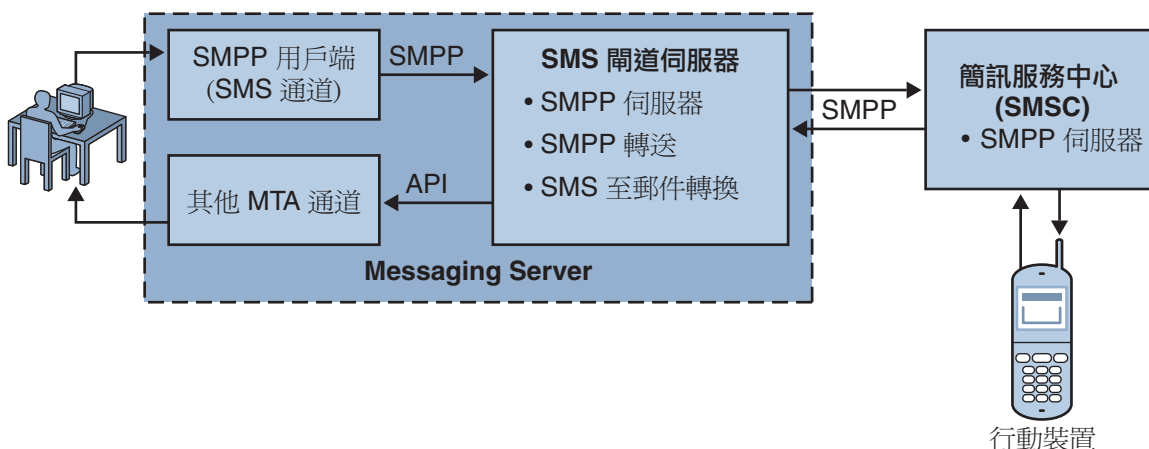 SMPP 用戶端
(SMS 通道)
SMPP
SMS 閘道伺服器
• SMPP 伺服器
• SMPP 轉送
• SMS 至郵件轉換
SMPP
簡訊服務中心
(SMSC)
• SMPP 伺服器
其他 MTA 通道
API
Messaging Server
行動裝置